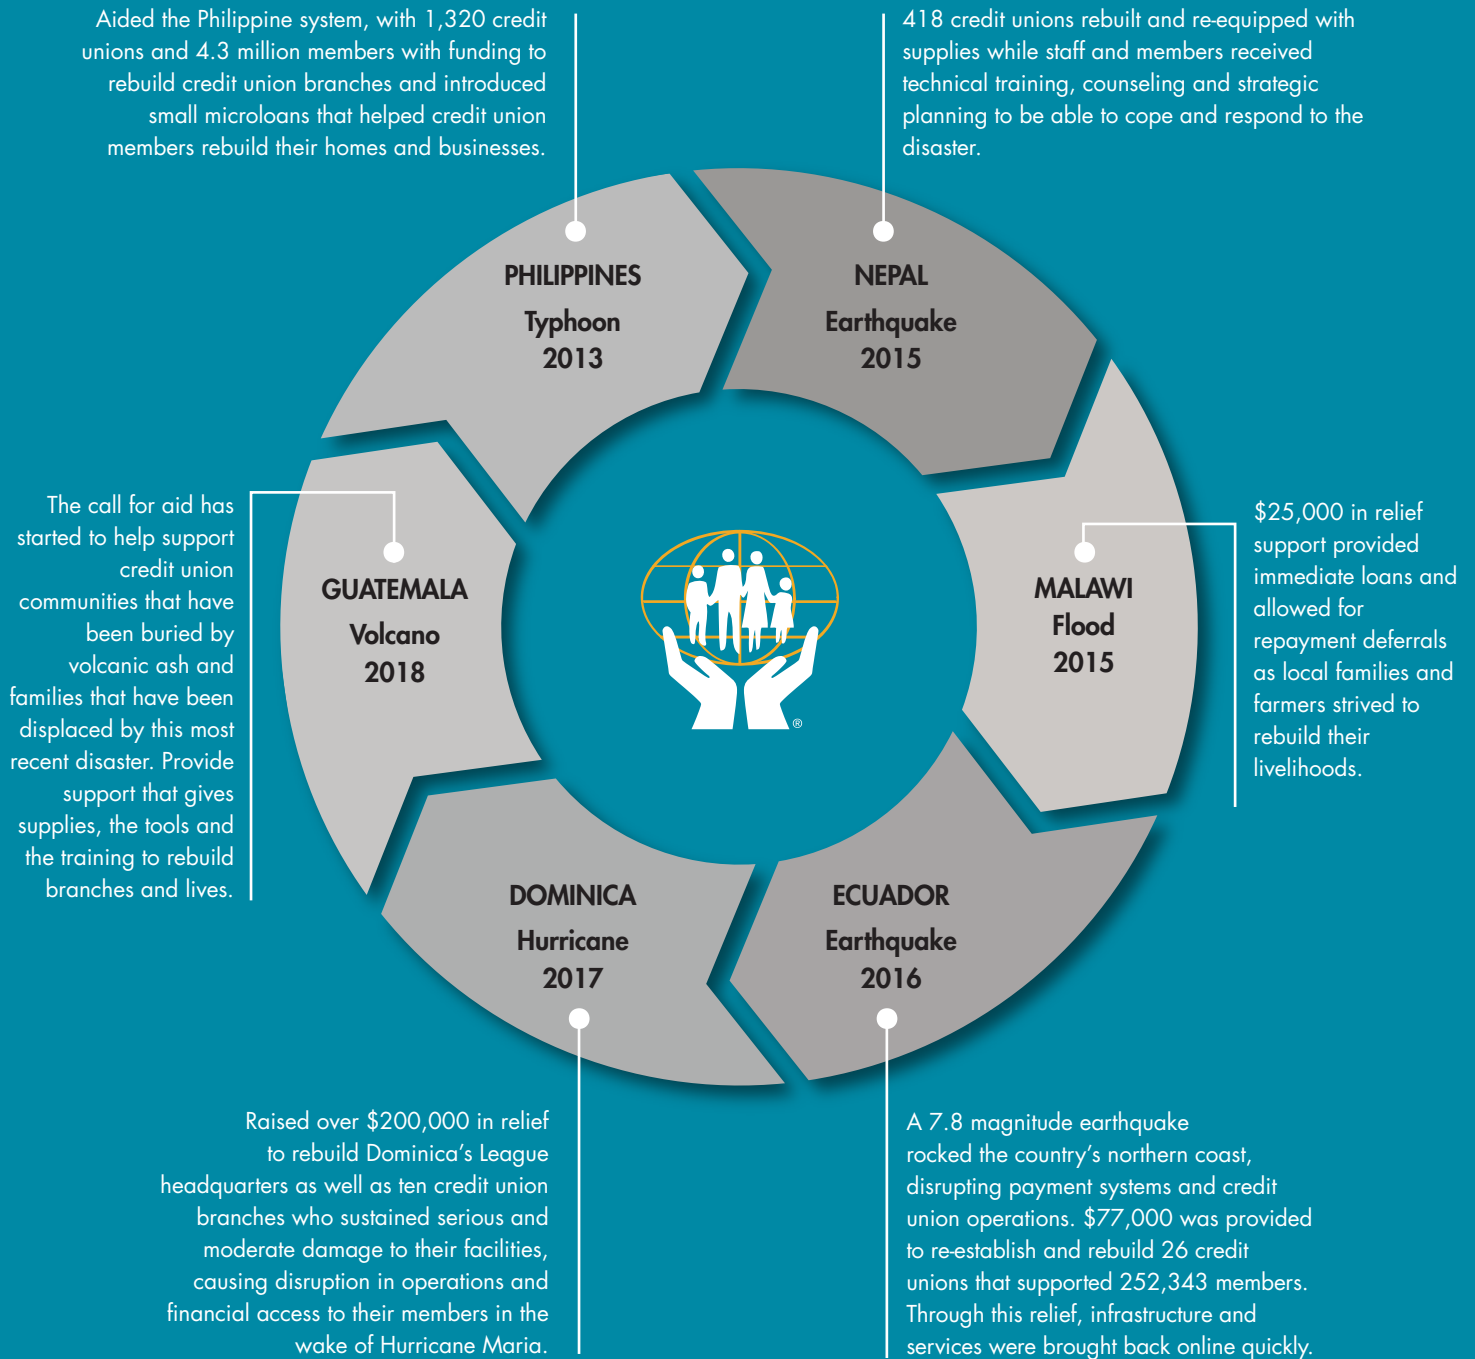 Aided the Philippine system, with 1,320 credit
unions and 4.3 million members with funding to
rebuild credit union branches and introduced
small microloans that helped credit union
members rebuild their homes and businesses.
418 credit unions rebuilt and re-equipped with
supplies while staff and members received
technical training, counseling and strategic
planning to be able to cope and respond to the
disaster.
PHILIPPINES
Typhoon
2013
NEPAL
Earthquake
2015
The call for aid has
started to help support
credit union
communities that have
been buried by
volcanic ash and
families that have been
displaced by this most
recent disaster. Provide
support that gives
supplies, the tools and
the training to rebuild
branches and lives.
GUATEMALA
Volcano
2018
®
MALAWI
Flood
2015
$25,000 in relief
support provided
immediate loans and
allowed for
repayment deferrals
as local families and
farmers strived to
rebuild their
livelihoods.
DOMINICA
Hurricane
2017
ECUADOR
Earthquake
2016
Raised over $200,000 in relief
to rebuild Dominica’s League
headquarters as well as ten credit union
branches who sustained serious and
moderate damage to their facilities,
causing disruption in operations and
financial access to their members in the
wake of Hurricane Maria.
A 7.8 magnitude earthquake
rocked the country’s northern coast,
disrupting payment systems and credit
union operations. $77,000 was provided
to re-establish and rebuild 26 credit
unions that supported 252,343 members.
Through this relief, infrastructure and
services were brought back online quickly.